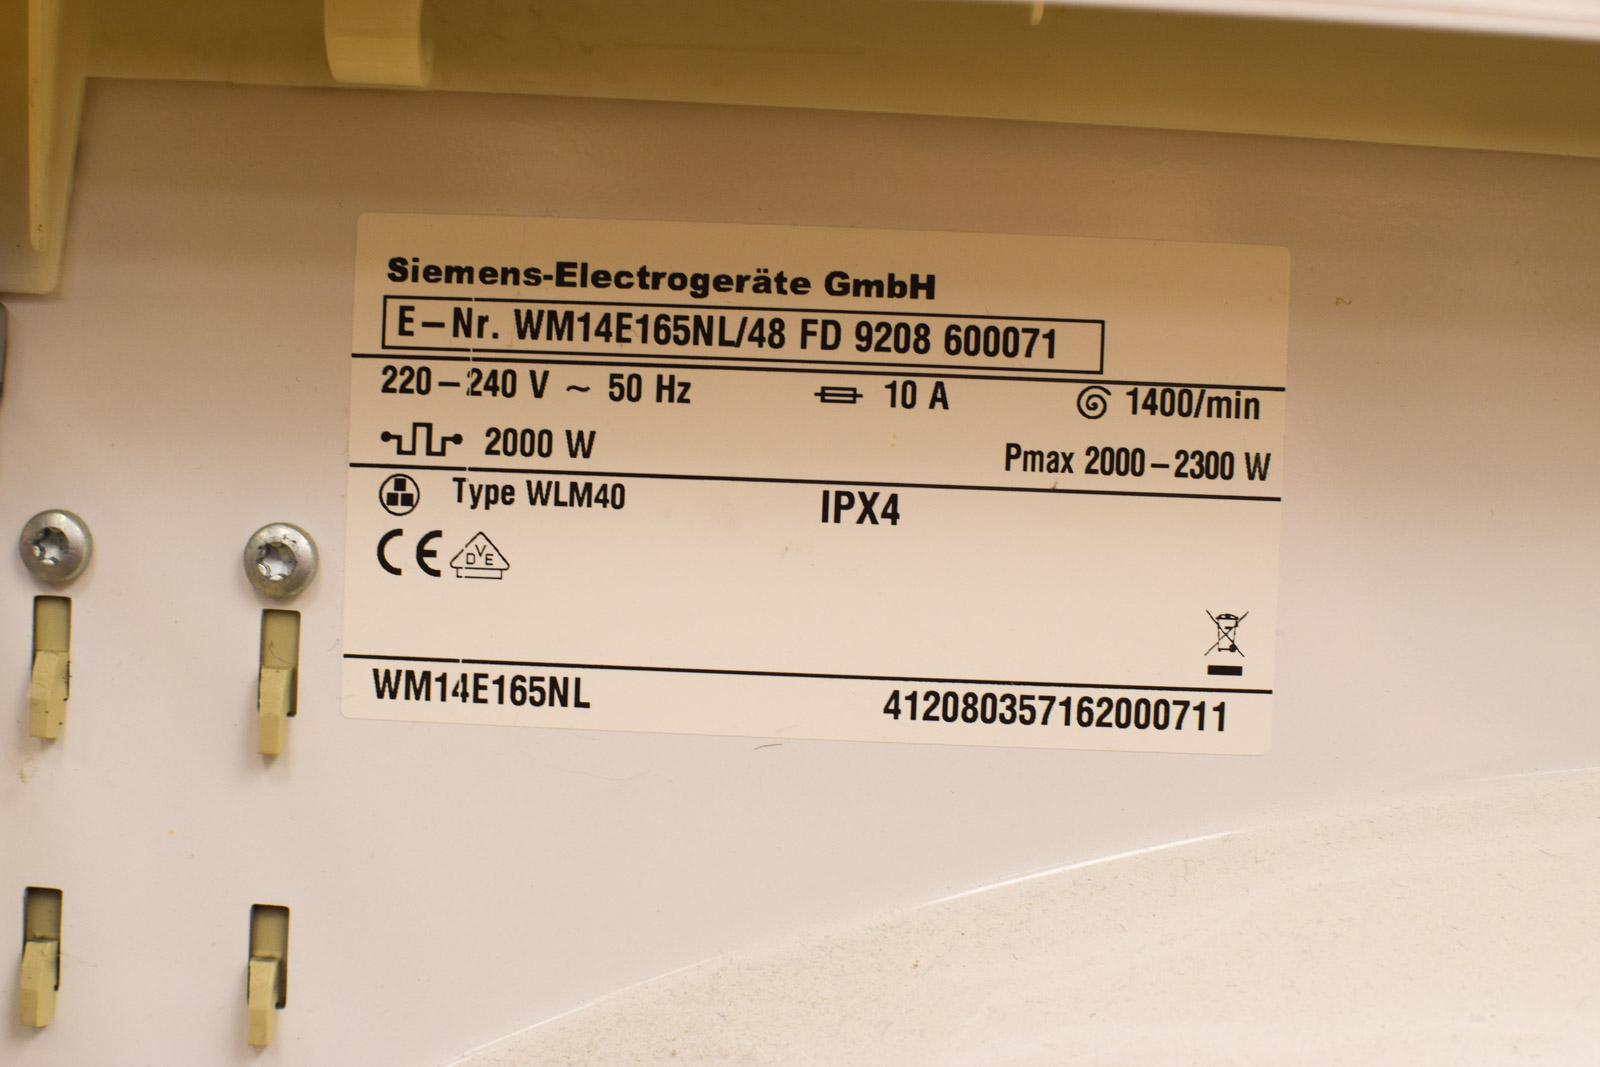 Siemens-Electrogeräte GmbH
E-Nr. WM14E165NL/48 FD 9208 600071
220-240 V ~ 50 Hz 10 A 1400/min
2000 W Pmax 2000-2300 W
Type WLM40 IPX4
CE DVE
WM14E165NL 412080357162000711